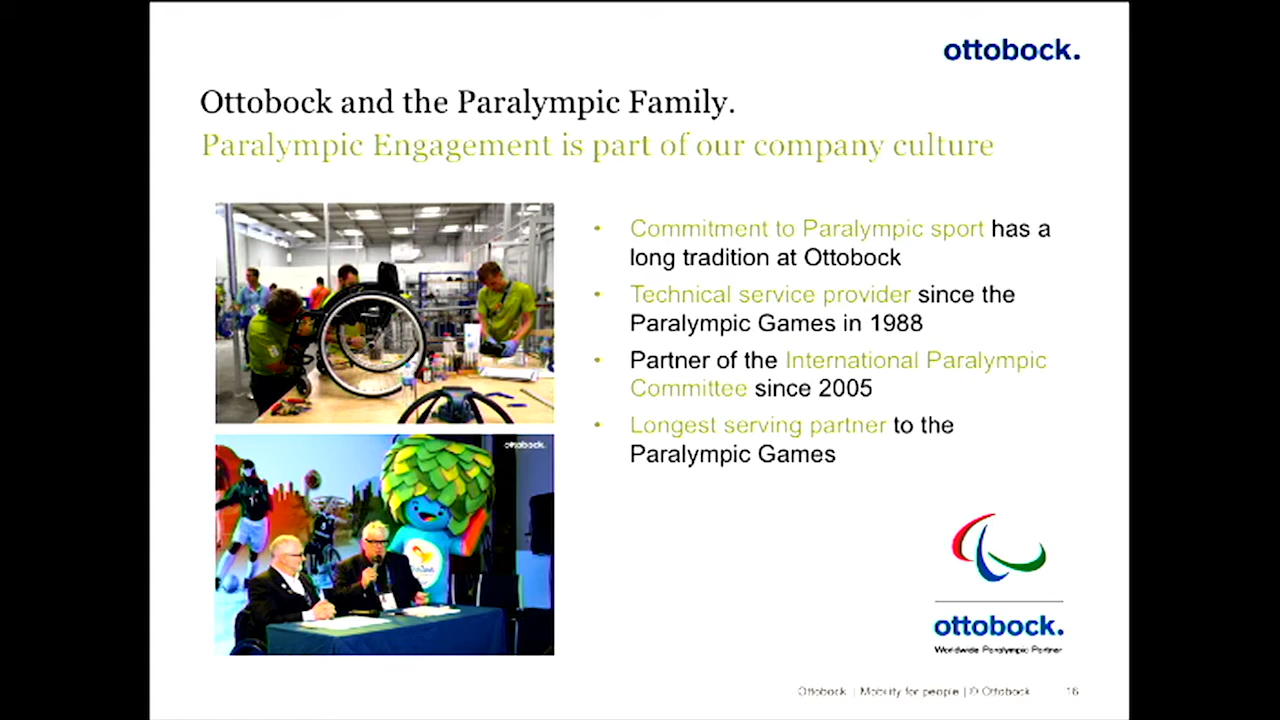 ottobock.
Ottobock and the Paralympic Family.
Paralympic Engagement is part of our company culture
• Commitment to Paralympic sport has a
long tradition at Ottobock
• Technical service provider since the
Paralympic Games in 1988
• Partner of the International Paralympic
Committee since 2005
• Longest serving partner to the
Paralympic Games
ottobock.
ottobock.
Worldwide Paralympic Partner
Ottobock | Mobility for people | © Ottobock 16